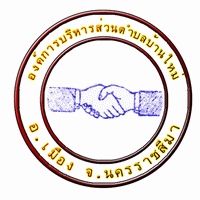 องค์การบริหารส่วนตำบลบ้านใหม่
อ.เมือง จ.นครราชสีมา